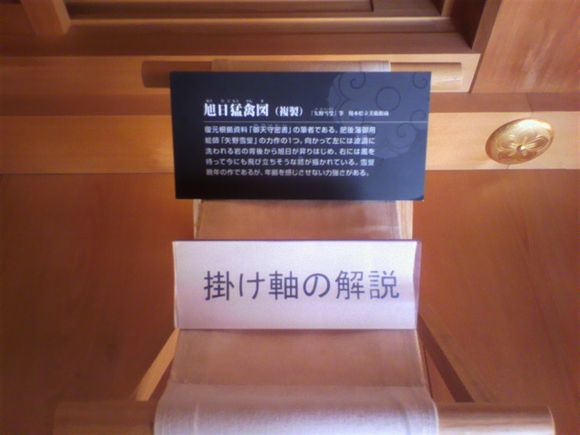 旭日猛禽図（複製）「矢野雪叟」筆 熊本県立美術館蔵
復元根拠資料「御天守密書」の筆者である、肥後藩御用
絵師「矢野雪叟」の力作の1つ。向かって左には波濤に
洗われる岩の背後から旭日が昇りはじめ、右には風を
待って今にも飛び立ちそうな鷲が描かれている。雪叟
晩年の作であるが、年齢を感じさせない力強さがある。
掛け軸の解説